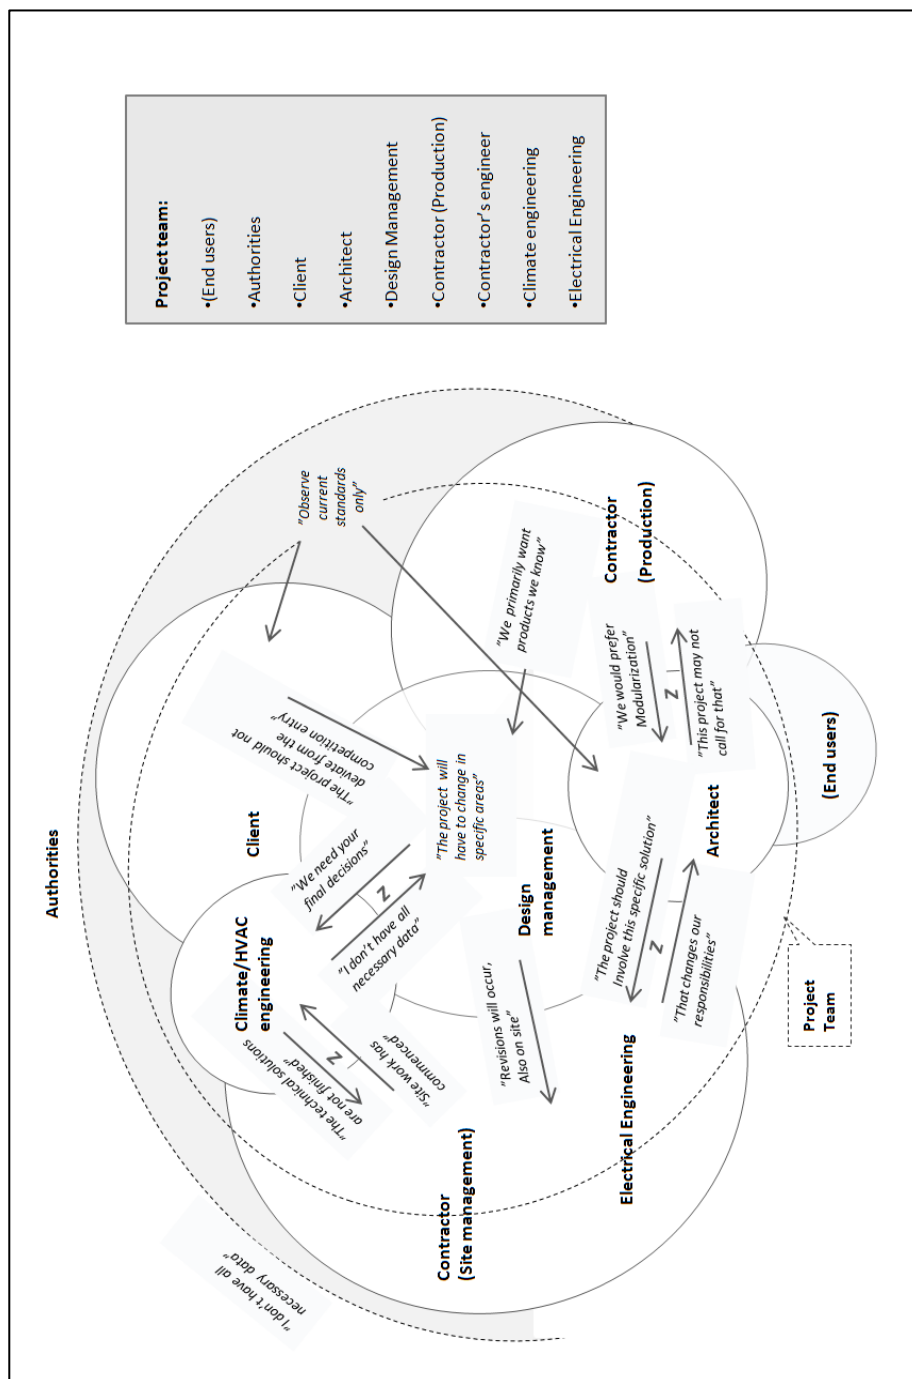 Authorities
Project team:
•(End users)
•Authorities
•Client
•Architect
•Design Management
•Contractor (Production)
•Contractor's engineer
•Climate engineering
•Electrical Engineering
"Observe
current
standards
only"
Client
"The project should not
deviate from the
competition entry"
Climate/HVAC
engineering
"We need your
final decisions"
Z
"I don't have all
necessary data"
"The technical solutions
are not finished"
Z
"Site work has
commenced"
"I don't have all
necessary data"
Contractor
(Site management)
"The project will
have to change in
specific areas"
"We primarily want
products we know"
Design
management
"Revisions will occur,
Also on site"
Contractor
(Production)
"We would prefer
Modularization"
Z
"This project may not
call for that"
"The project should
Involve this specific solution"
Z
"That changes our
responsibilities"
Electrical Engineering
Architect
(End users)
Project
Team